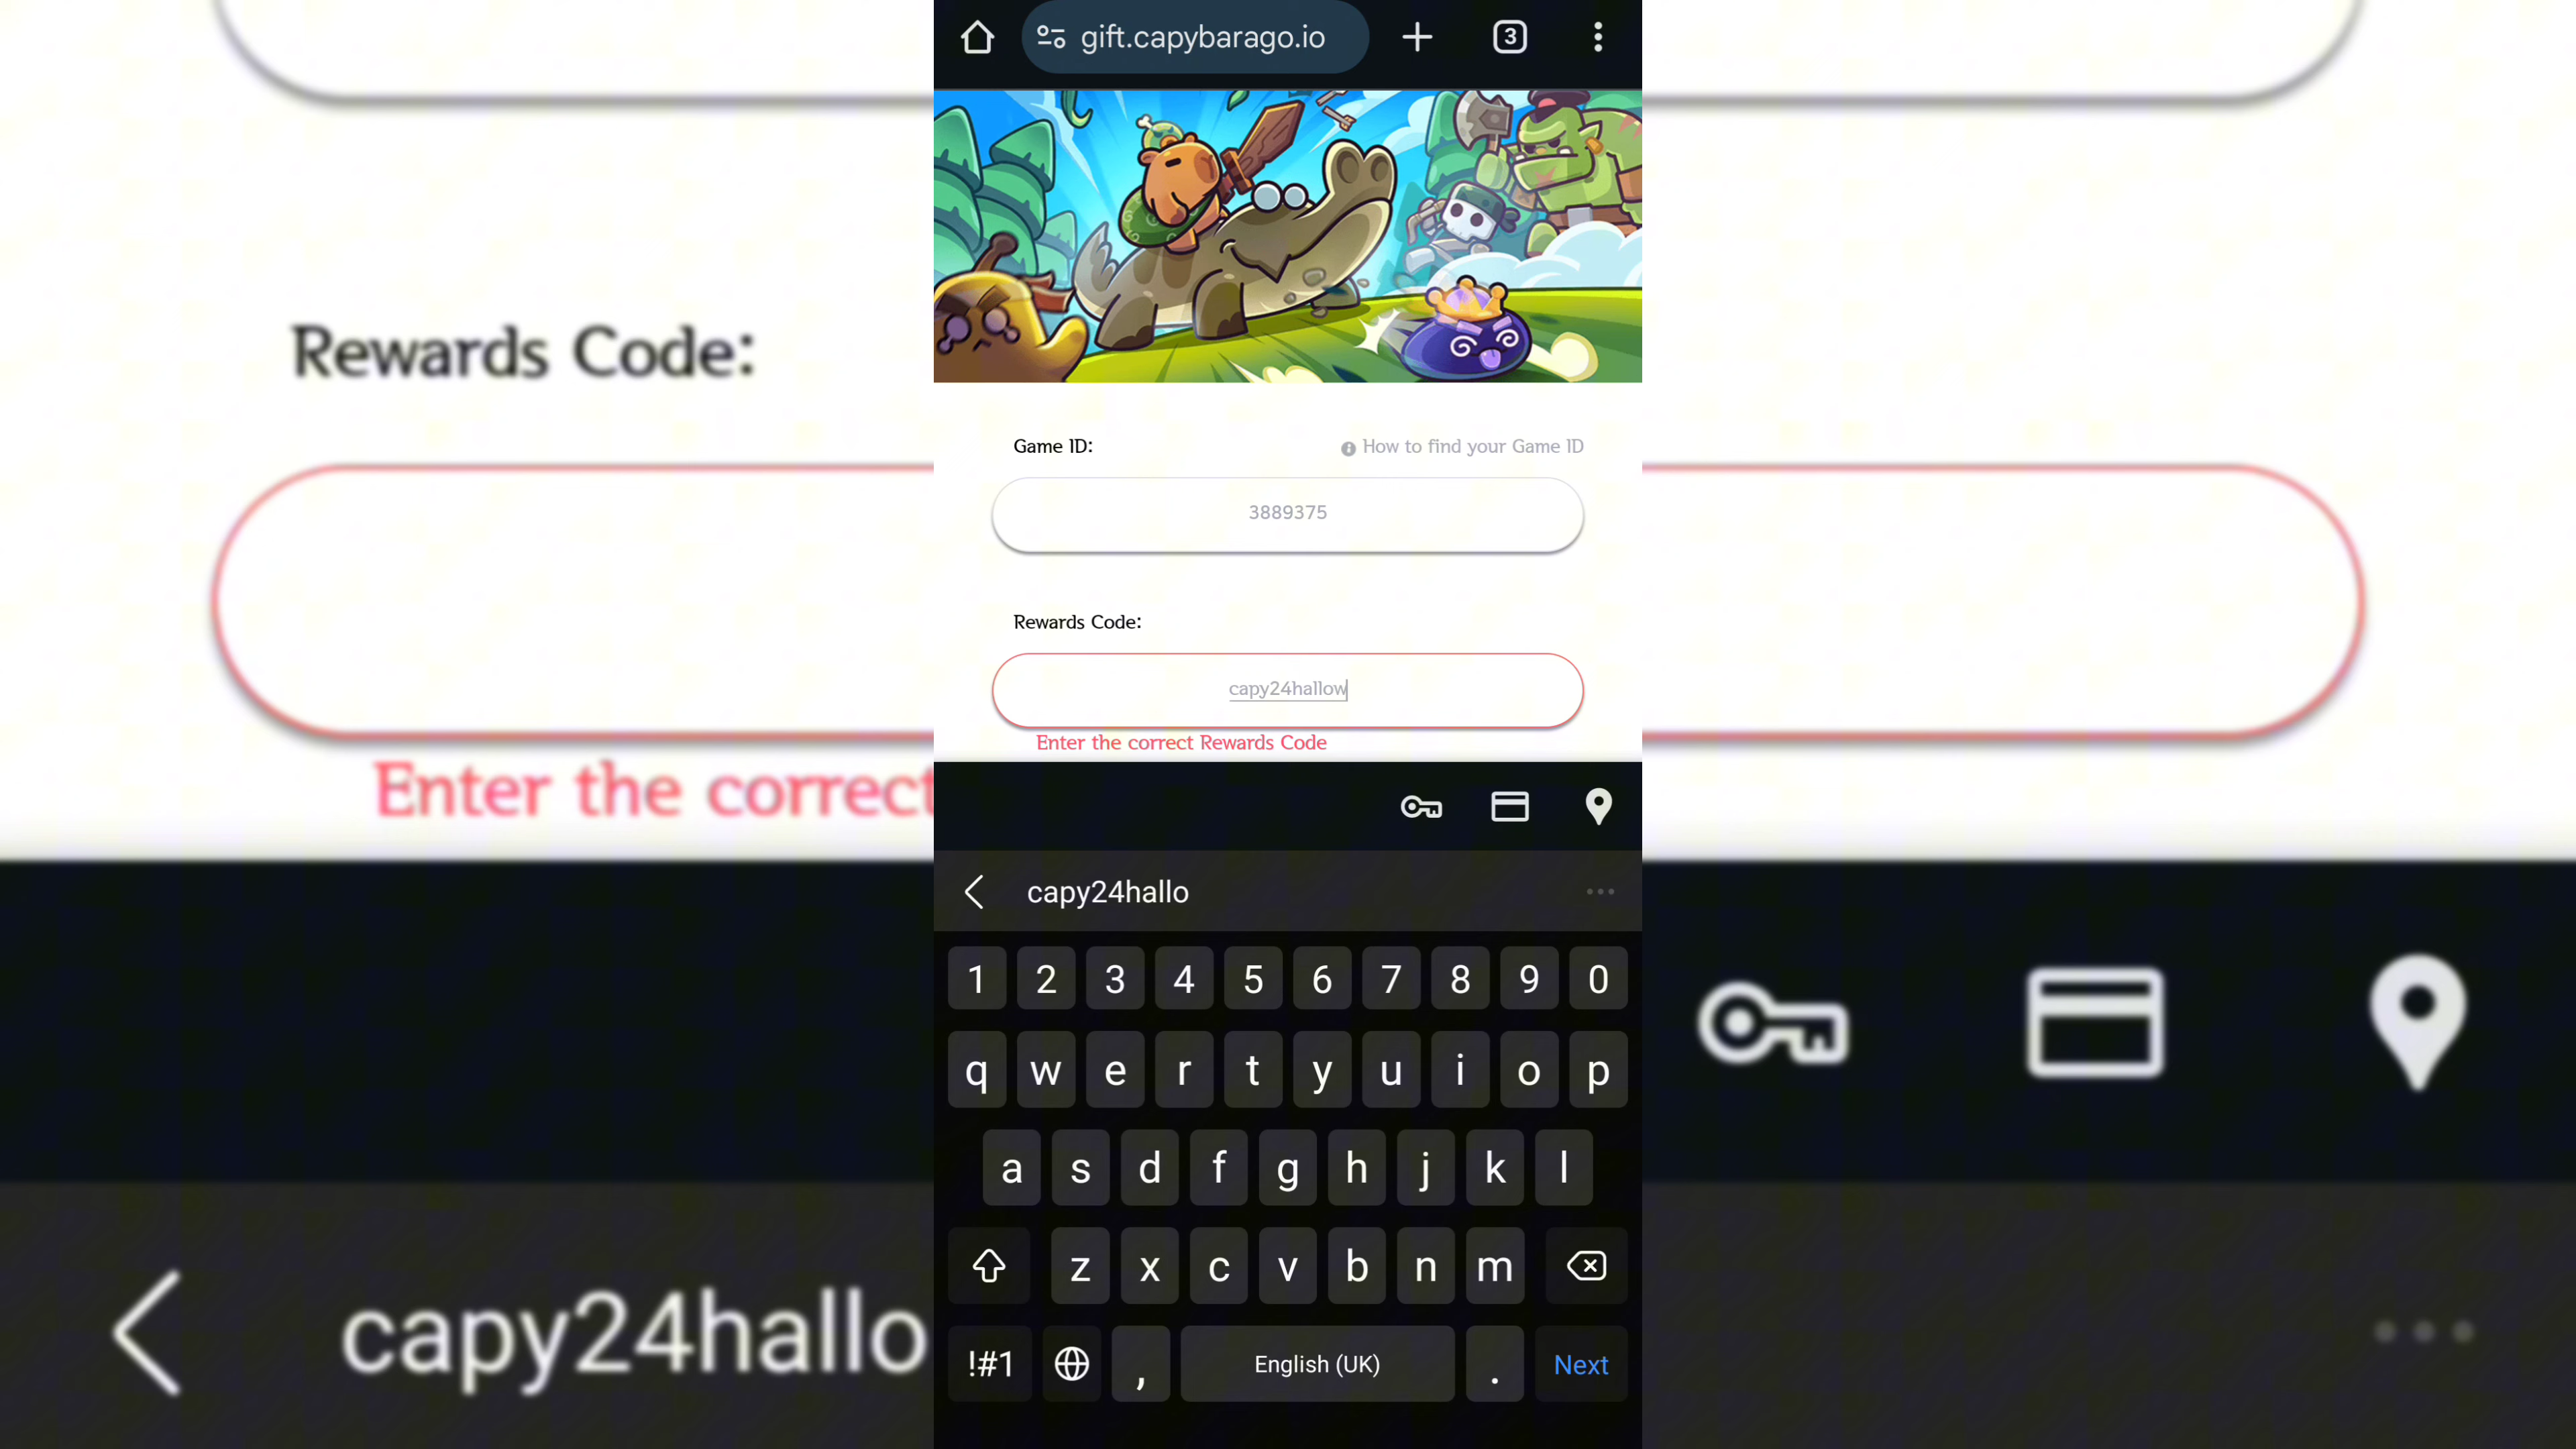 gift.capybarago.io
3
Game ID:
How to find your Game ID
3889375
Rewards Code:
capy24hallow
Enter the correct Rewards Code
capy24hallo
1 2 3 4 5 6 7 8 9 0
q w e r t y u i o p
a s d f g h j k l
z x c v b n m
!#1 , English (UK) . Next
Rewards Code:
Enter the correct
capy24hallo